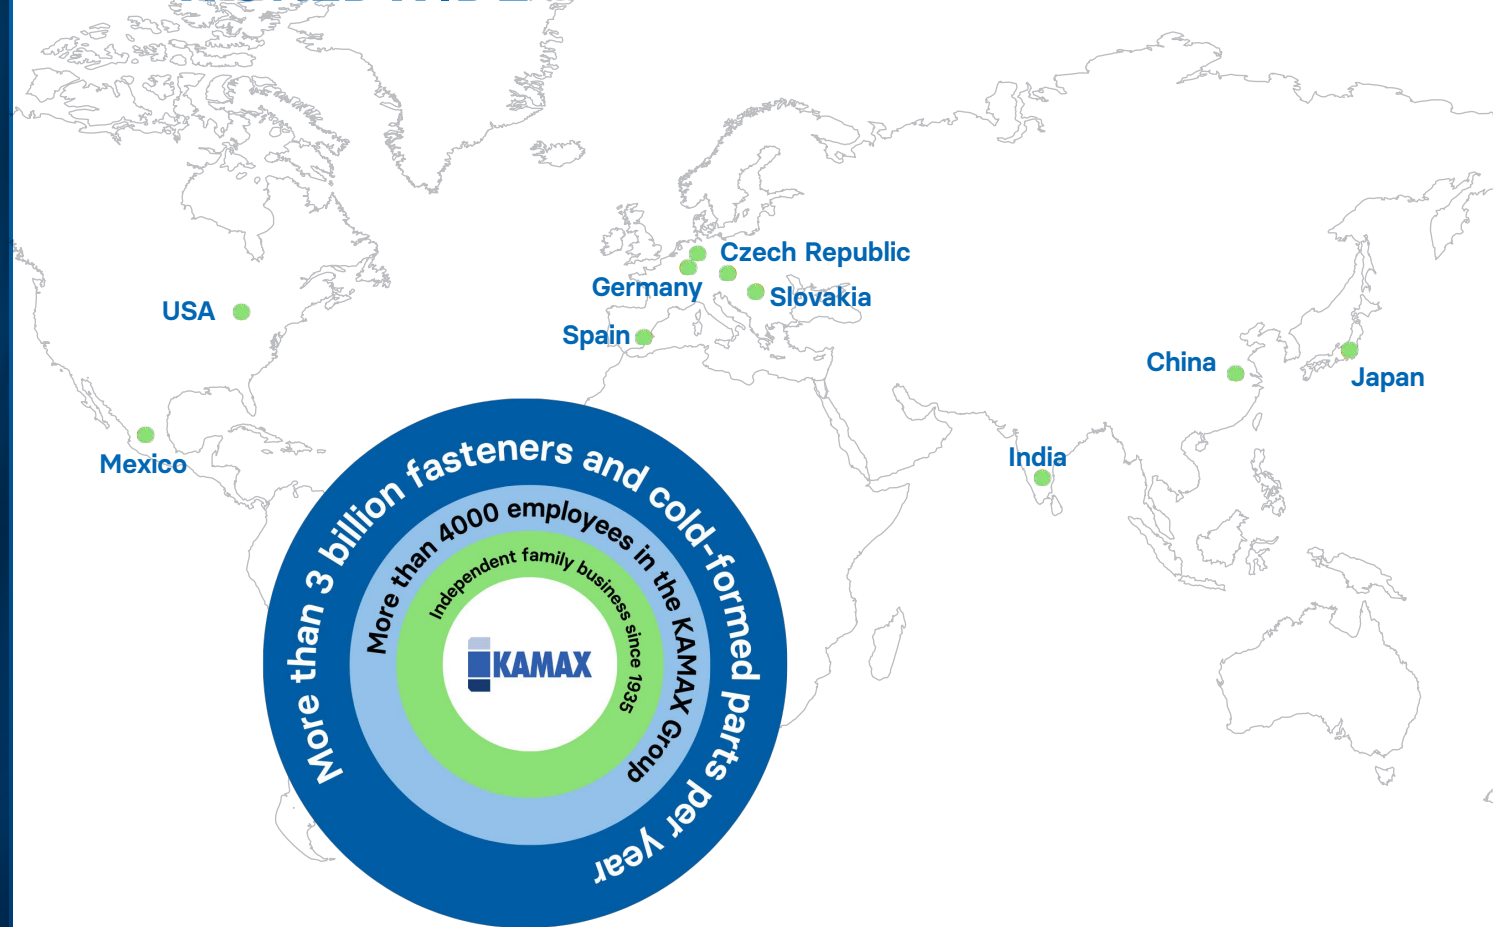 WORLDWIDE
Czech Republic
Germany
Slovakia
USA
Spain
China
Japan
Mexico
India
More than 3 billion fasteners and cold-formed parts per year
More than 4000 employees in the KAMAX Group
Independent family business since 1935
KAMAX